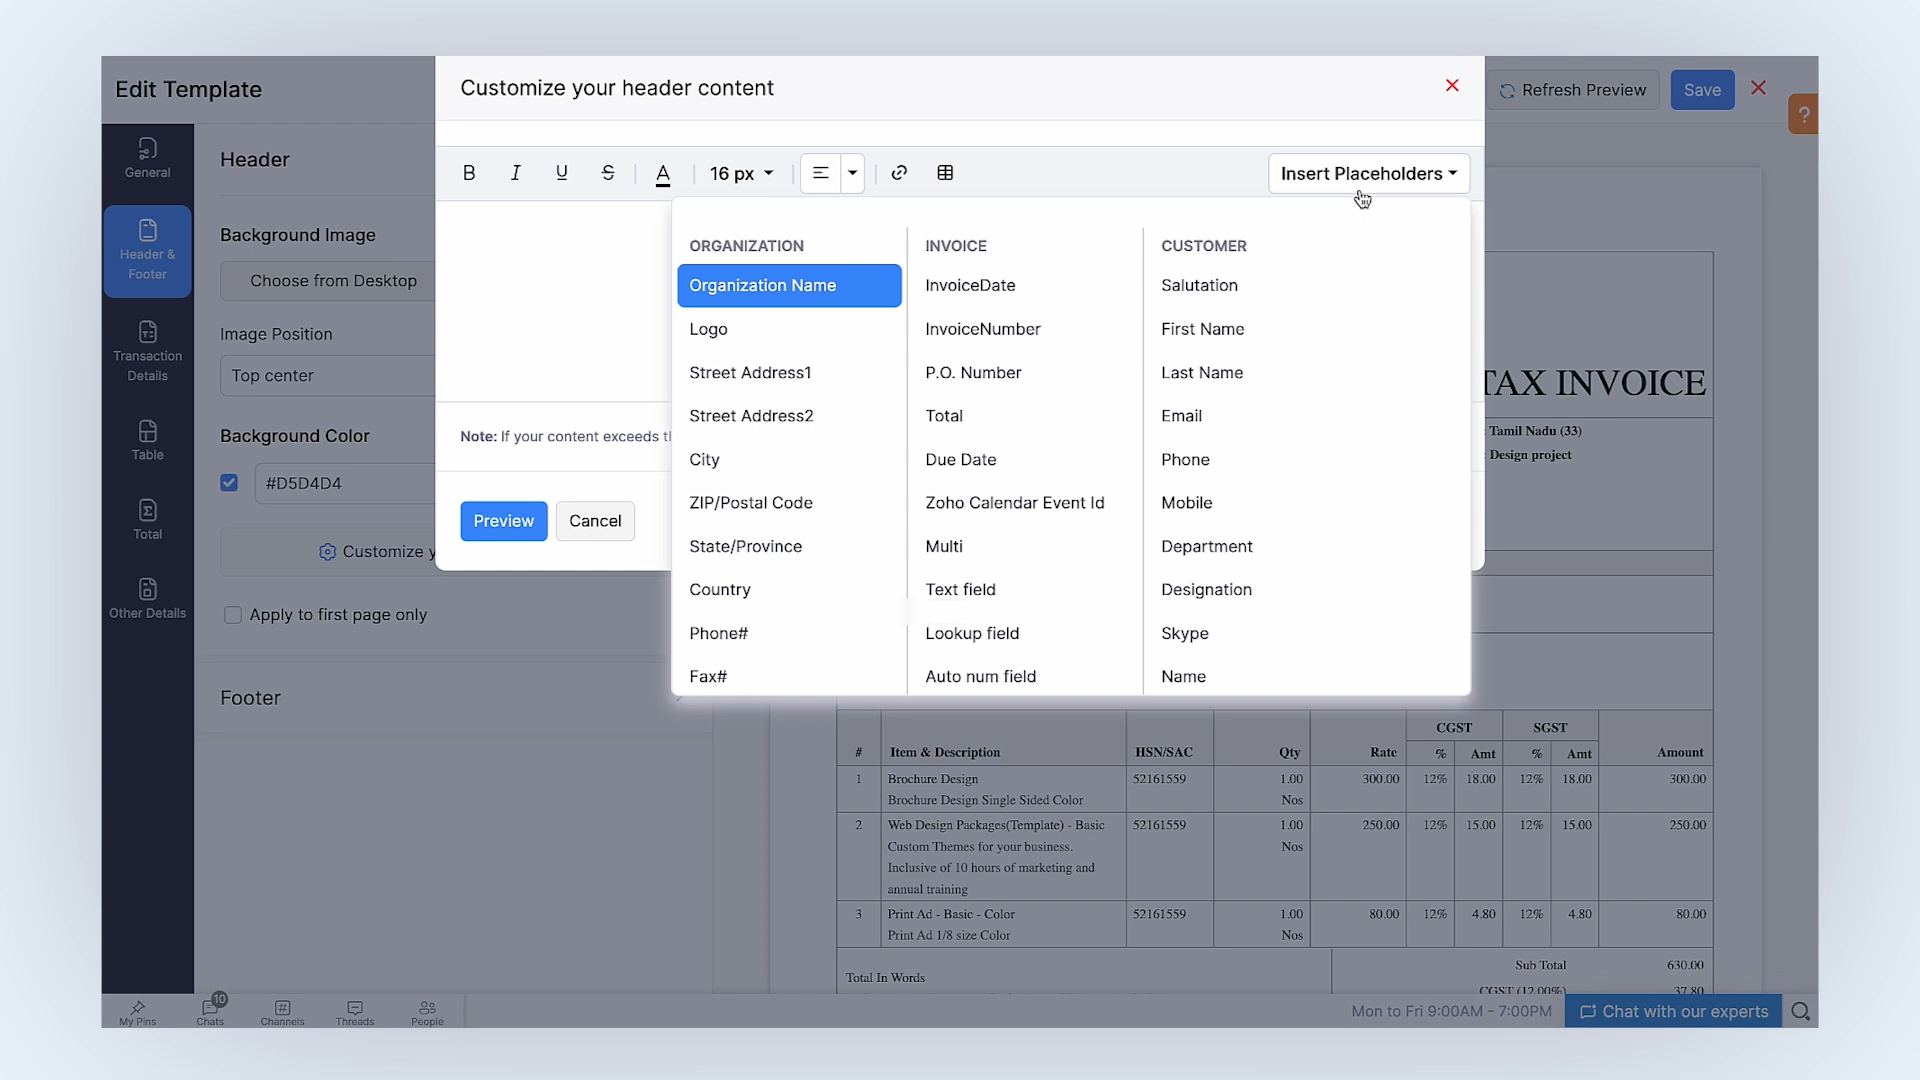 Edit Template
Customize your header content
Refresh Preview
Save
?
General
Header &
Footer
Transaction
Details
Table
Total
Other Details
Header
Background Image
Choose from Desktop
Image Position
Top center
Background Color
#D5D4D4
Customize y
Apply to first page only
Footer
B
I
U
S
A
16 px
Insert Placeholders
Note: If your content exceeds t
Preview
Cancel
ORGANIZATION
Organization Name
Logo
Street Address1
Street Address2
City
ZIP/Postal Code
State/Province
Country
Phone#
Fax#
INVOICE
InvoiceDate
InvoiceNumber
P.O. Number
Total
Due Date
Zoho Calendar Event Id
Multi
Text field
Lookup field
Auto num field
CUSTOMER
Salutation
First Name
Last Name
Email
Phone
Mobile
Department
Designation
Skype
Name
TAX INVOICE
: Tamil Nadu (33)
: Design project
CGST SGST
# Item & Description HSN/SAC Qty Rate % Amt % Amt Amount
1 Brochure Design 52161559 1.00 300.00 12% 18.00 12% 18.00 300.00
Brochure Design Single Sided Color Nos
2 Web Design Packages(Template) - Basic 52161559 1.00 250.00 12% 15.00 12% 15.00 250.00
Custom Themes for your business. Nos
Inclusive of 10 hours of marketing and
annual training
3 Print Ad - Basic - Color 52161559 1.00 80.00 12% 4.80 12% 4.80 80.00
Print Ad 1/8 size Color Nos
Sub Total 630.00
Total In Words
CGST (12.00%) 37.80
My Pins
10
Chats
Channels
Threads
People
Mon to Fri 9:00AM - 7:00PM
Chat with our experts